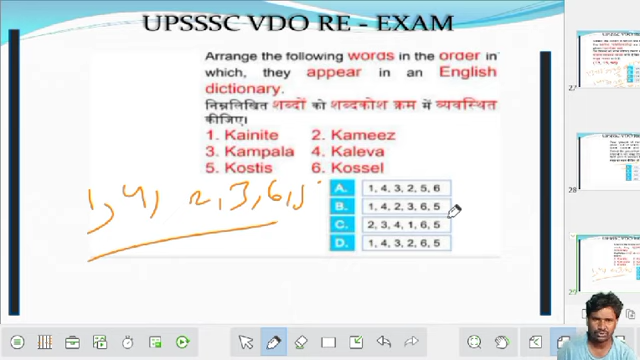 UPSSSC VDO RE - EXAM
Arrange the following words in the order in
which, they appear in an English
dictionary.
निम्नलिखित शब्दों को शब्दकोश क्रम में व्यवस्थित
कीजिए।
1. Kainite 2. Kameez
3. Kampala 4. Kaleva
5. Kostis 6. Kossel
1, 4, 2, 3, 6, 5
A. 1, 4, 3, 2, 5, 6
B. 1, 4, 2, 3, 6, 5
C. 2, 3, 4, 1, 6, 5
D. 1, 4, 3, 2, 6, 5
27
28
29